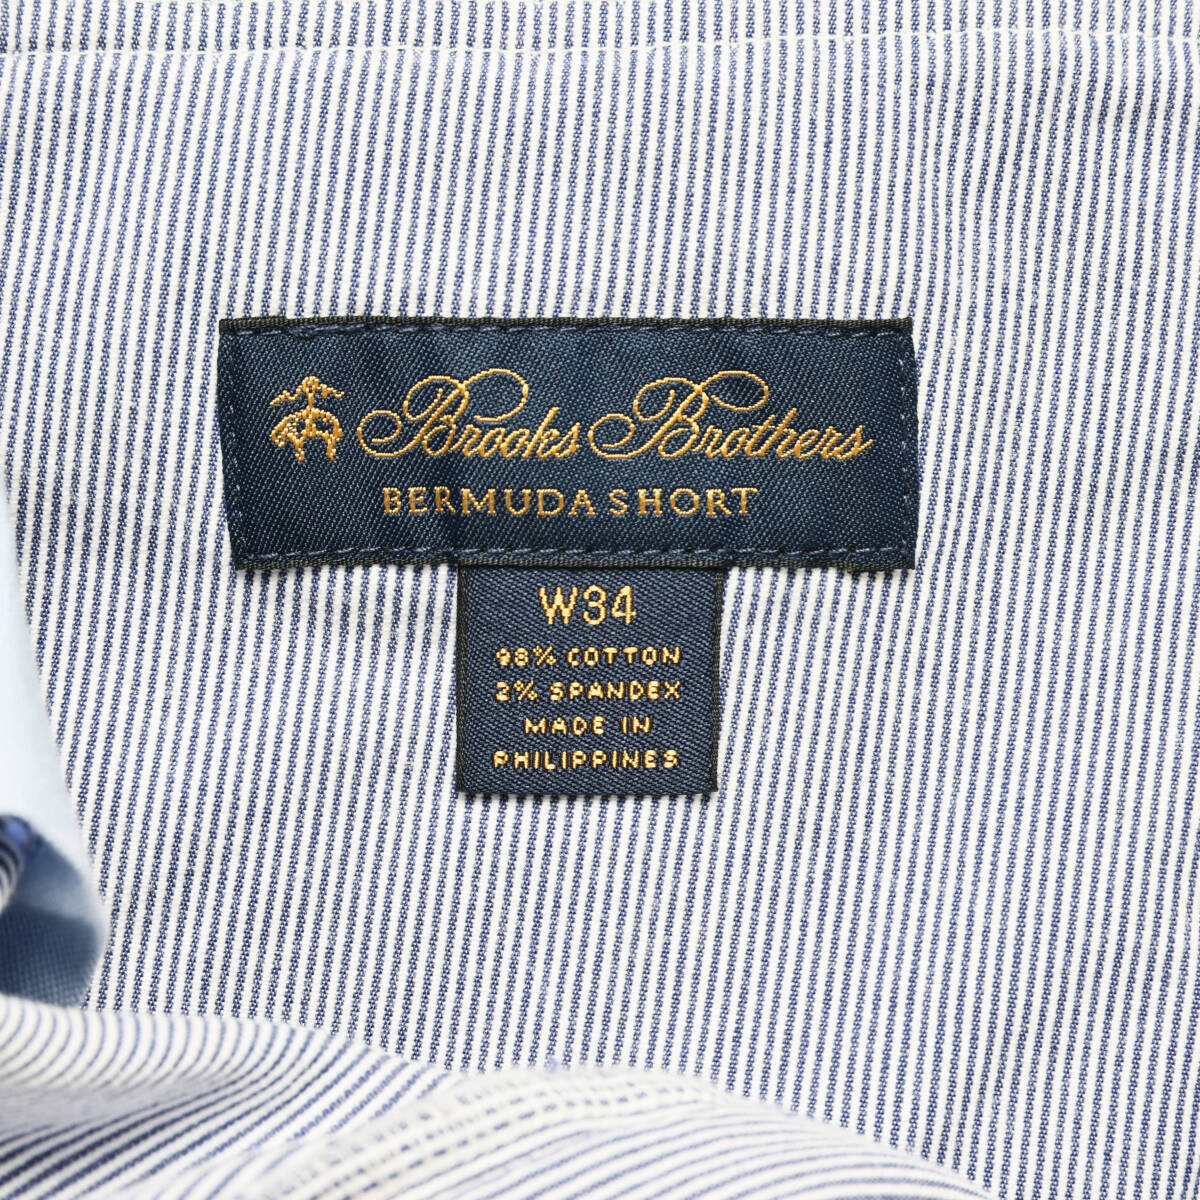 Brooks Brothers
BERMUDA SHORT
W34
98% COTTON
2% SPANDEX
MADE IN
PHILIPPINES